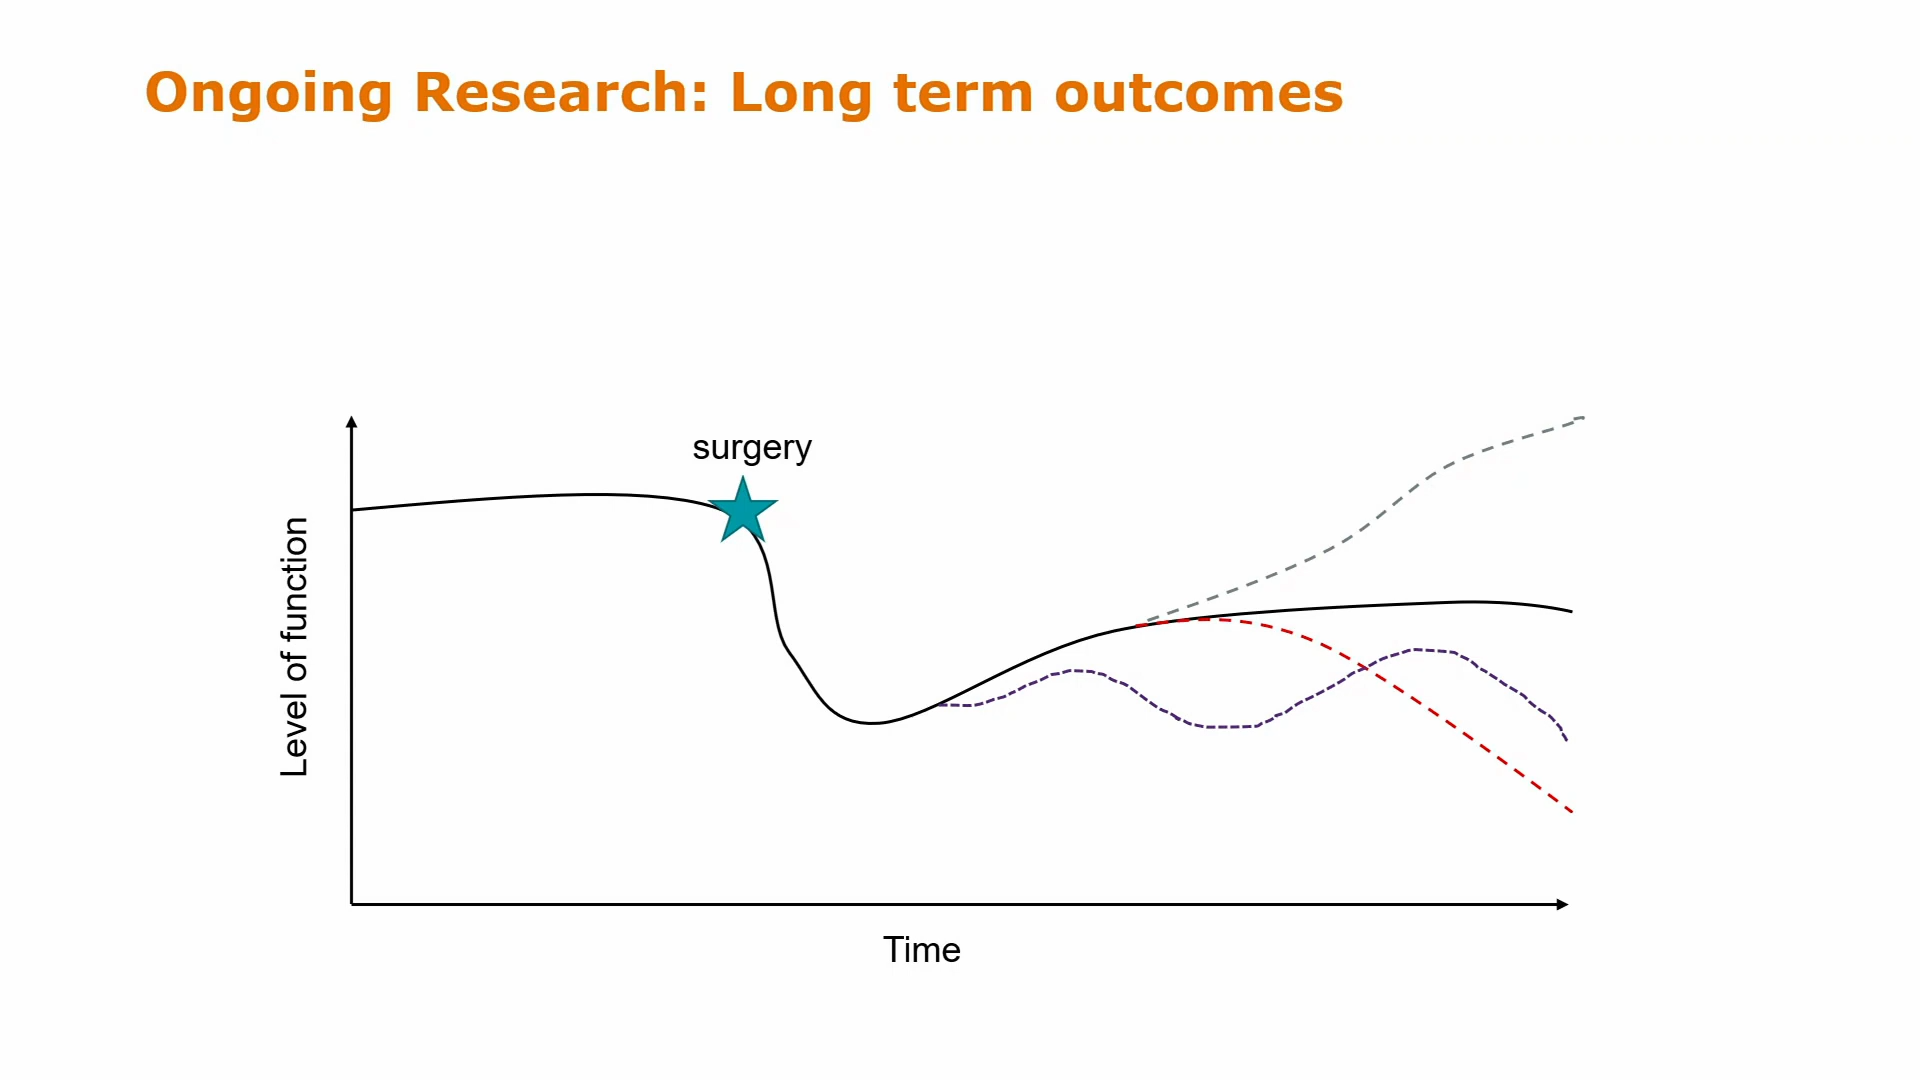 Ongoing Research: Long term outcomes
surgery
Level of function
Time